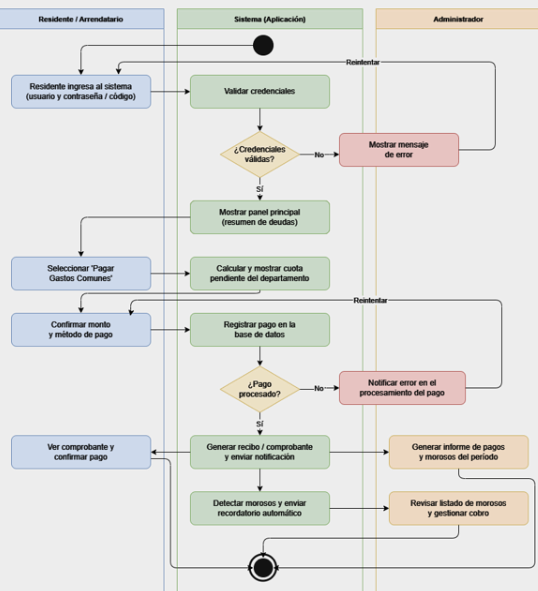 Residente / Arrendatario
Sistema (Aplicación)
Administrador
Reintentar
Residente ingresa al sistema
(usuario y contraseña / código)
Validar credenciales
¿Credenciales
válidas?
No
Mostrar mensaje
de error
Sí
Mostrar panel principal
(resumen de deudas)
Seleccionar 'Pagar
Gastos Comunes'
Calcular y mostrar cuota
pendiente del departamento
Reintentar
Confirmar monto
y método de pago
Registrar pago en la
base de datos
¿Pago
procesado?
No
Notificar error en el
procesamiento del pago
Sí
Ver comprobante y
confirmar pago
Generar recibo / comprobante
y enviar notificación
Generar informe de pagos
y morosos del período
Detectar morosos y enviar
recordatorio automático
Revisar listado de morosos
y gestionar cobro